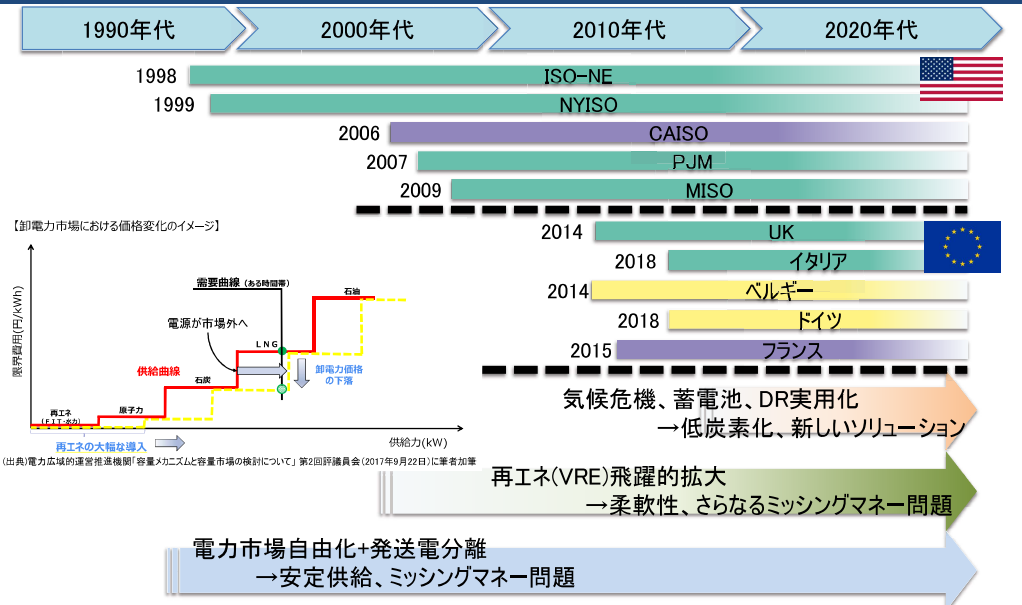 1990年代
2000年代
2010年代
2020年代
1998
ISO-NE
1999
NYISO
2006
CAISO
2007
PJM
2009
MISO
2014
UK
2018
イタリア
2014
ベルギー
2018
ドイツ
2015
フランス
【卸電力市場における価格変化のイメージ】
限界費用(円/kWh)
需要曲線(ある時間帯)
石油
電源が市場外へ
LNG
供給曲線
石炭
卸電力価格
の下落
再エネ
(FIT・水力)
原子力
再エネの大幅な導入
供給力(kW)
(出典)電力広域的運営推進機関「容量メカニズムと容量市場の検討について」 第2回評議員会(2017年9月22日)に筆者加筆
気候危機、蓄電池、DR実用化
→低炭素化、新しいソリューション
再エネ(VRE)飛躍的拡大
→柔軟性、さらなるミッシングマネー問題
電力市場自由化+発送電分離
→安定供給、ミッシングマネー問題